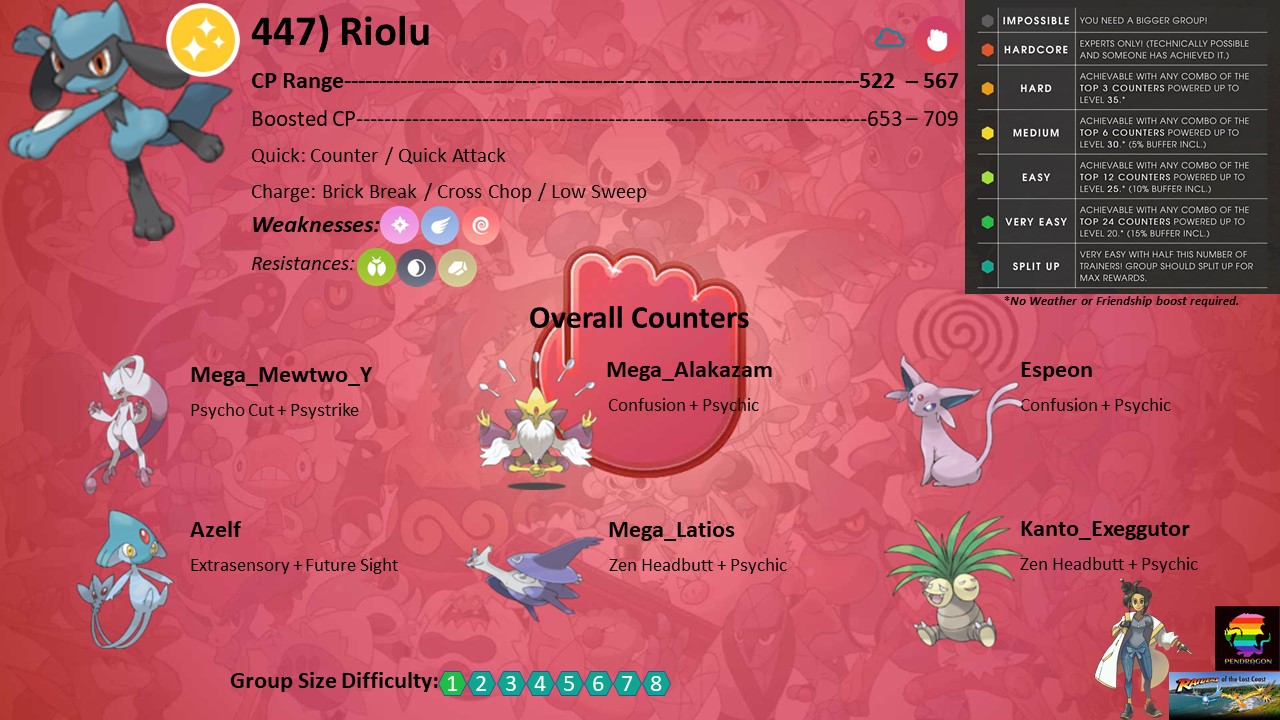 447) Riolu
CP Range----------------------------------------------------------------------------522 – 567
Boosted CP--------------------------------------------------------------------------653 – 709
Quick: Counter / Quick Attack
Charge: Brick Break / Cross Chop / Low Sweep
Weaknesses:
Resistances:
IMPOSSIBLE YOU NEED A BIGGER GROUP!
HARDCORE EXPERTS ONLY! (TECHNICALLY POSSIBLE
AND SOMEONE HAS ACHIEVED IT.)
HARD ACHIEVABLE WITH ANY COMBO OF THE
TOP 3 COUNTERS POWERED UP TO
LEVEL 35.*
MEDIUM ACHIEVABLE WITH ANY COMBO OF THE
TOP 6 COUNTERS POWERED UP TO
LEVEL 30.* (5% BUFFER INCL.)
EASY ACHIEVABLE WITH ANY COMBO OF THE
TOP 12 COUNTERS POWERED UP TO
LEVEL 25.* (10% BUFFER INCL.)
VERY EASY ACHIEVABLE WITH ANY COMBO OF THE
TOP 24 COUNTERS POWERED UP TO
LEVEL 20.* (15% BUFFER INCL.)
SPLIT UP VERY EASY WITH HALF THIS NUMBER OF
TRAINERS! GROUP SHOULD SPLIT UP FOR
MAX REWARDS.
*No Weather or Friendship boost required.
Overall Counters
Mega_Mewtwo_Y
Psycho Cut + Psystrike
Mega_Alakazam
Confusion + Psychic
Espeon
Confusion + Psychic
Azelf
Extrasensory + Future Sight
Mega_Latios
Zen Headbutt + Psychic
Kanto_Exeggutor
Zen Headbutt + Psychic
Group Size Difficulty: 1 2 3 4 5 6 7 8
PENDRAGON
RAIDERS of the Lost Coast